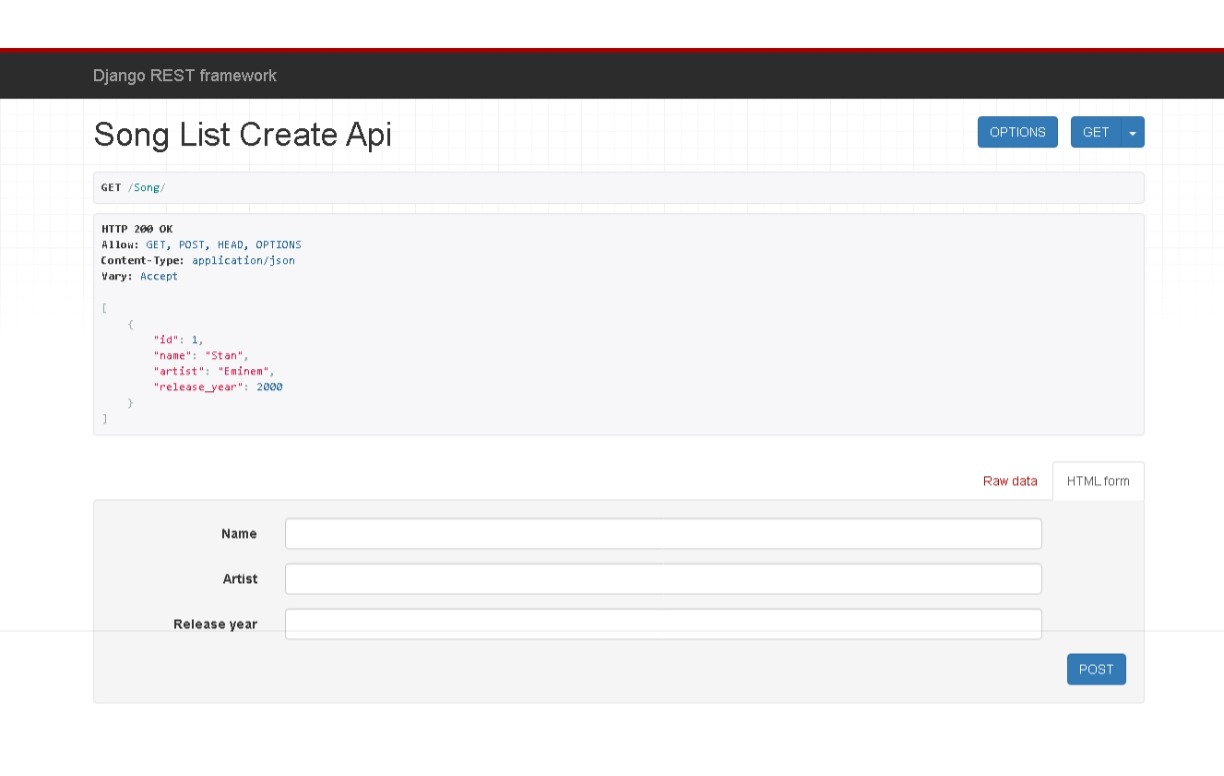 Django REST framework
Song List Create Api
OPTIONS
GET
GET /Song/
HTTP 200 OK
Allow: GET, POST, HEAD, OPTIONS
Content-Type: application/json
Vary: Accept
[
{
"id": 1,
"name": "Stan",
"artist": "Eminem",
"release_year": 2000
}
]
Raw data
HTML form
Name
Artist
Release year
POST